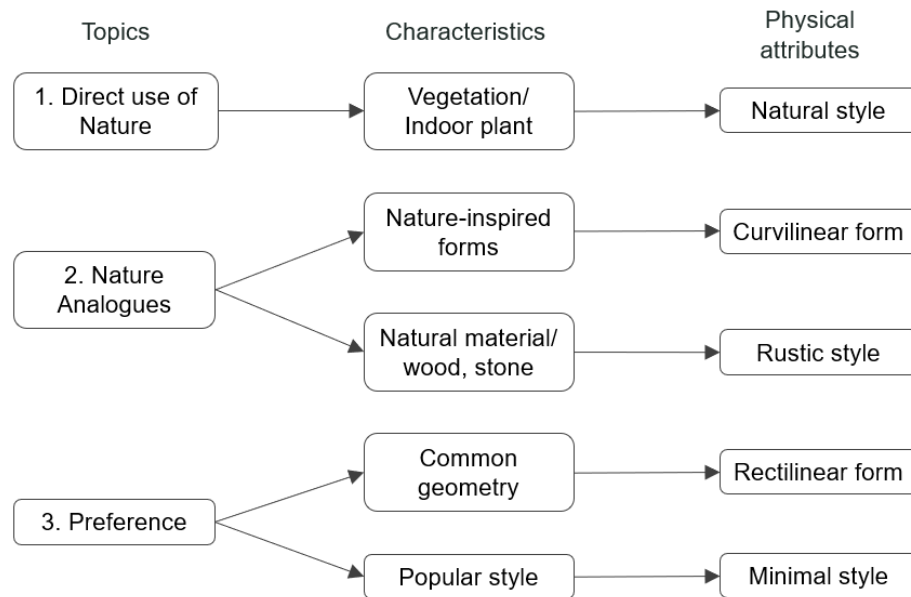 Topics
Characteristics
Physical
attributes
1. Direct use of
Nature
Vegetation/
Indoor plant
Natural style
2. Nature
Analogues
Nature-inspired
forms
Curvilinear form
Natural material/
wood, stone
Rustic style
3. Preference
Common
geometry
Rectilinear form
Popular style
Minimal style